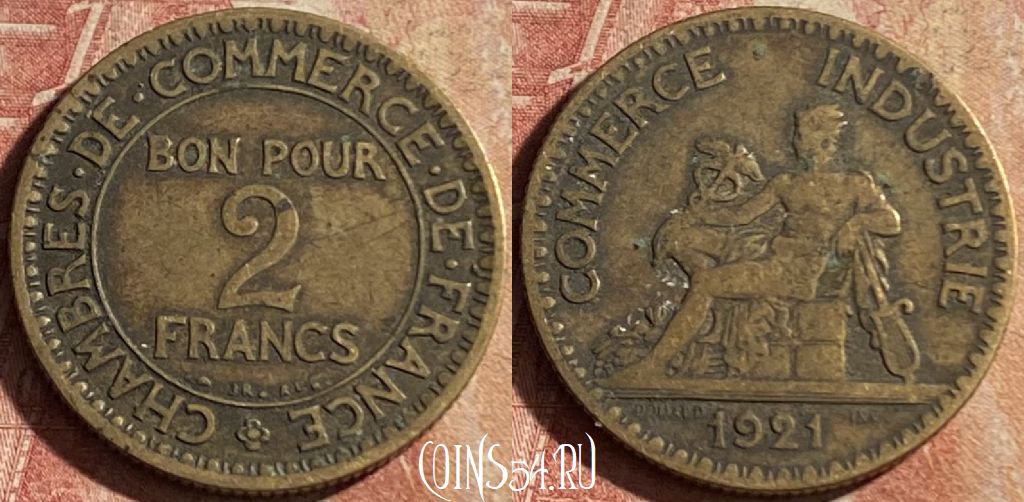 CHAMBRES·DE·COMMERCE·DE·FRANCE
BON POUR
2
FRANCS
COMMERCE INDUSTRIE
1921
COINS54.RU